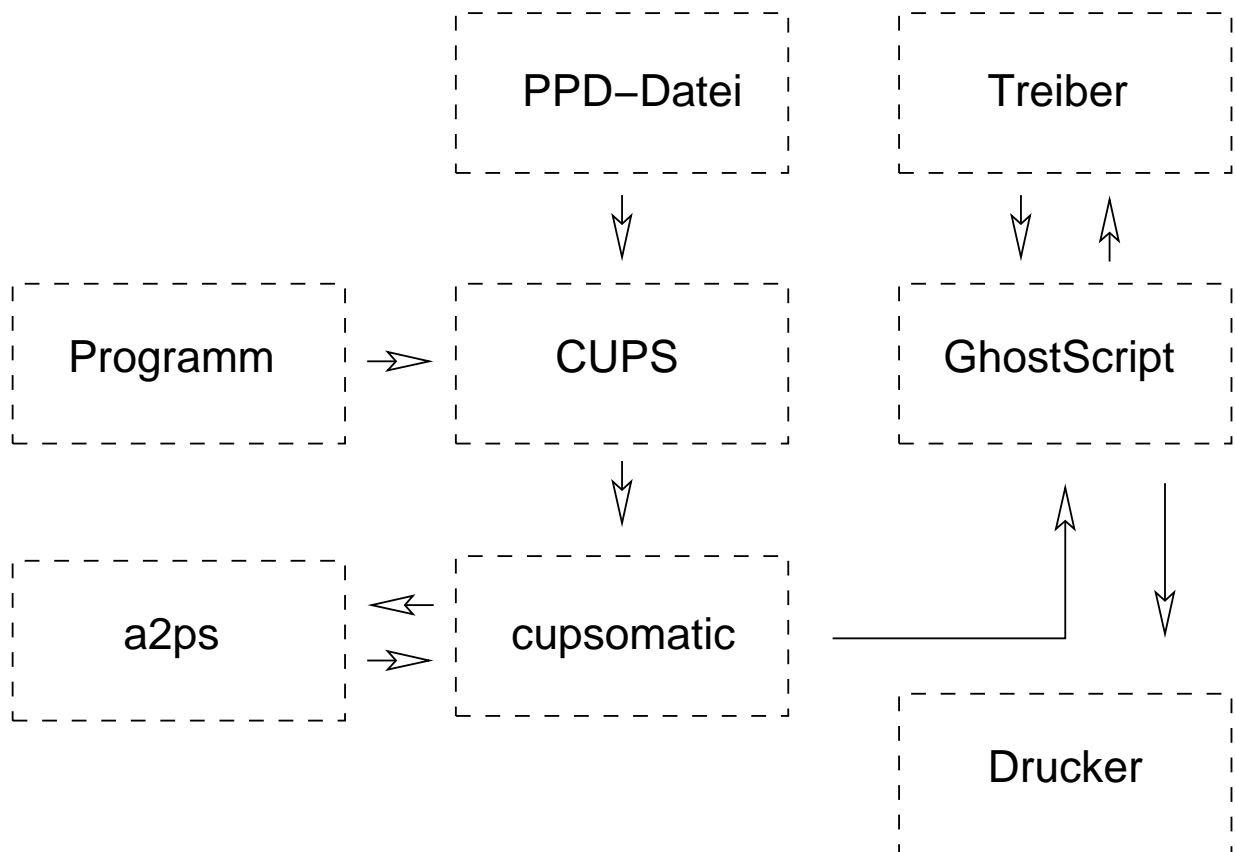 PPD–Datei
Treiber
Programm
CUPS
GhostScript
a2ps
cupsomatic
Drucker